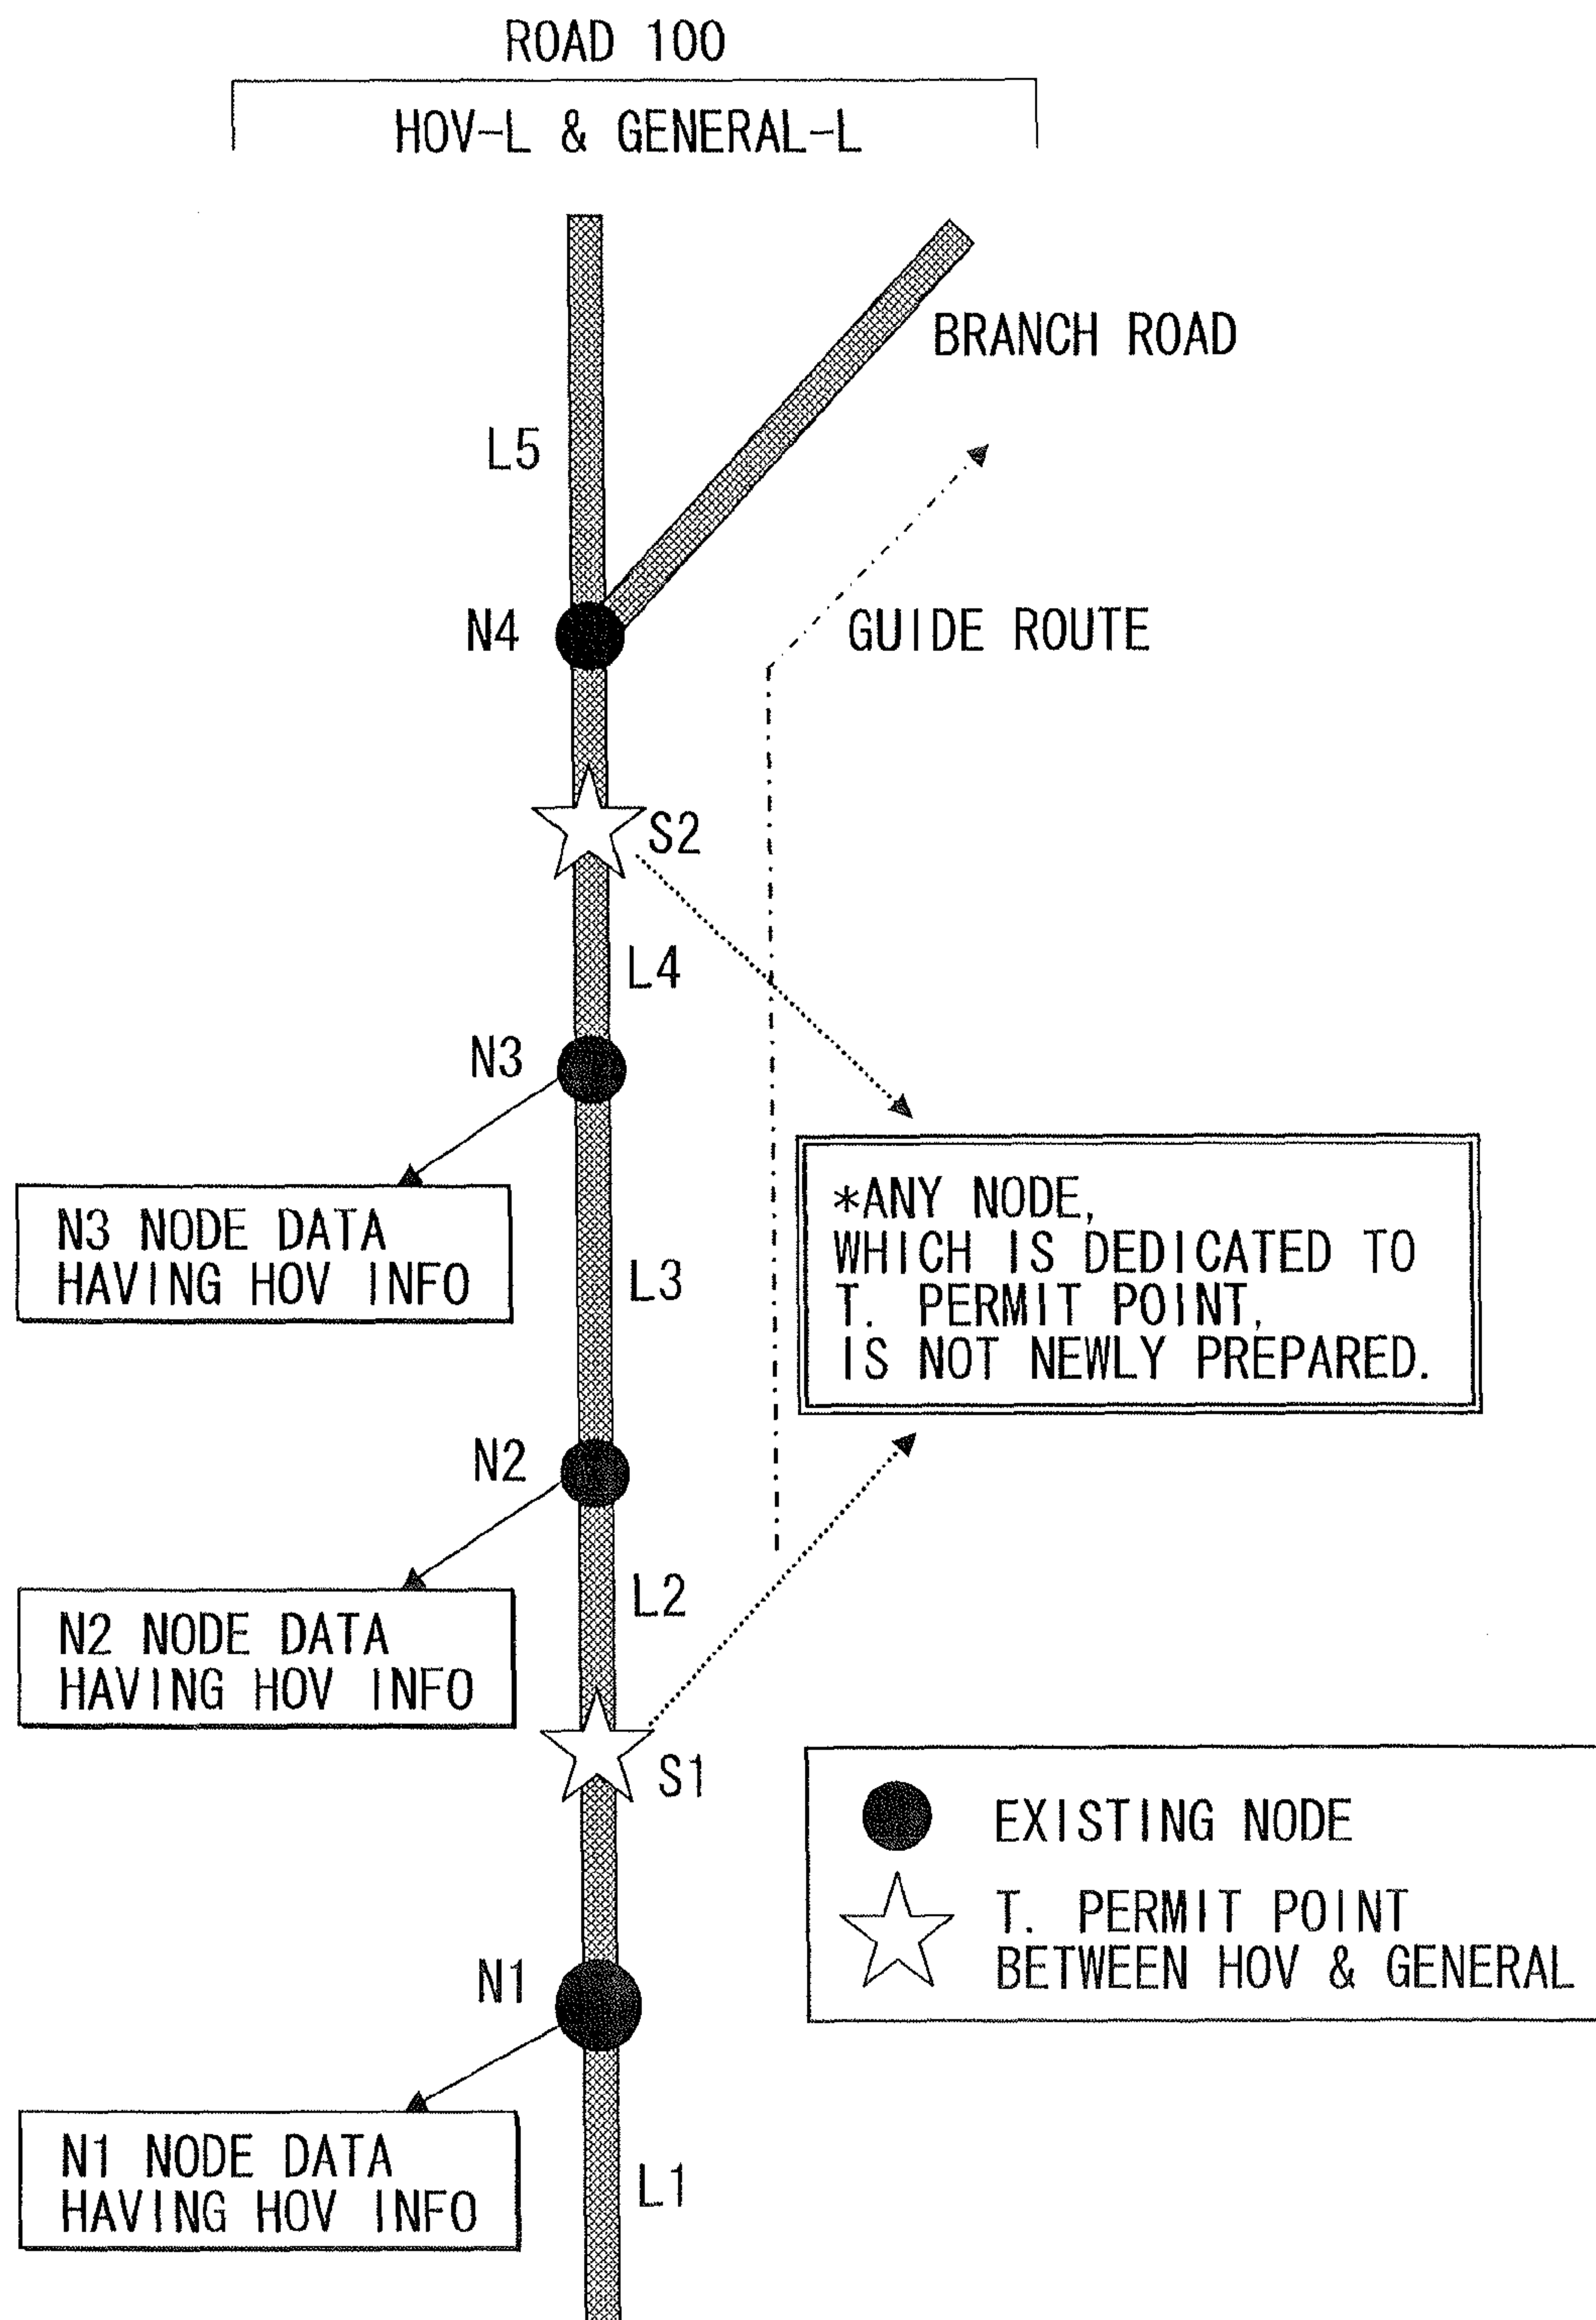 ROAD 100
HOV-L & GENERAL-L
BRANCH ROAD
L5
N4
GUIDE ROUTE
S2
L4
N3
*ANY NODE,
WHICH IS DEDICATED TO
T. PERMIT POINT,
IS NOT NEWLY PREPARED.
N3 NODE DATA
HAVING HOV INFO
L3
N2
L2
N2 NODE DATA
HAVING HOV INFO
S1
EXISTING NODE
T. PERMIT POINT
BETWEEN HOV & GENERAL
N1
N1 NODE DATA
HAVING HOV INFO
L1